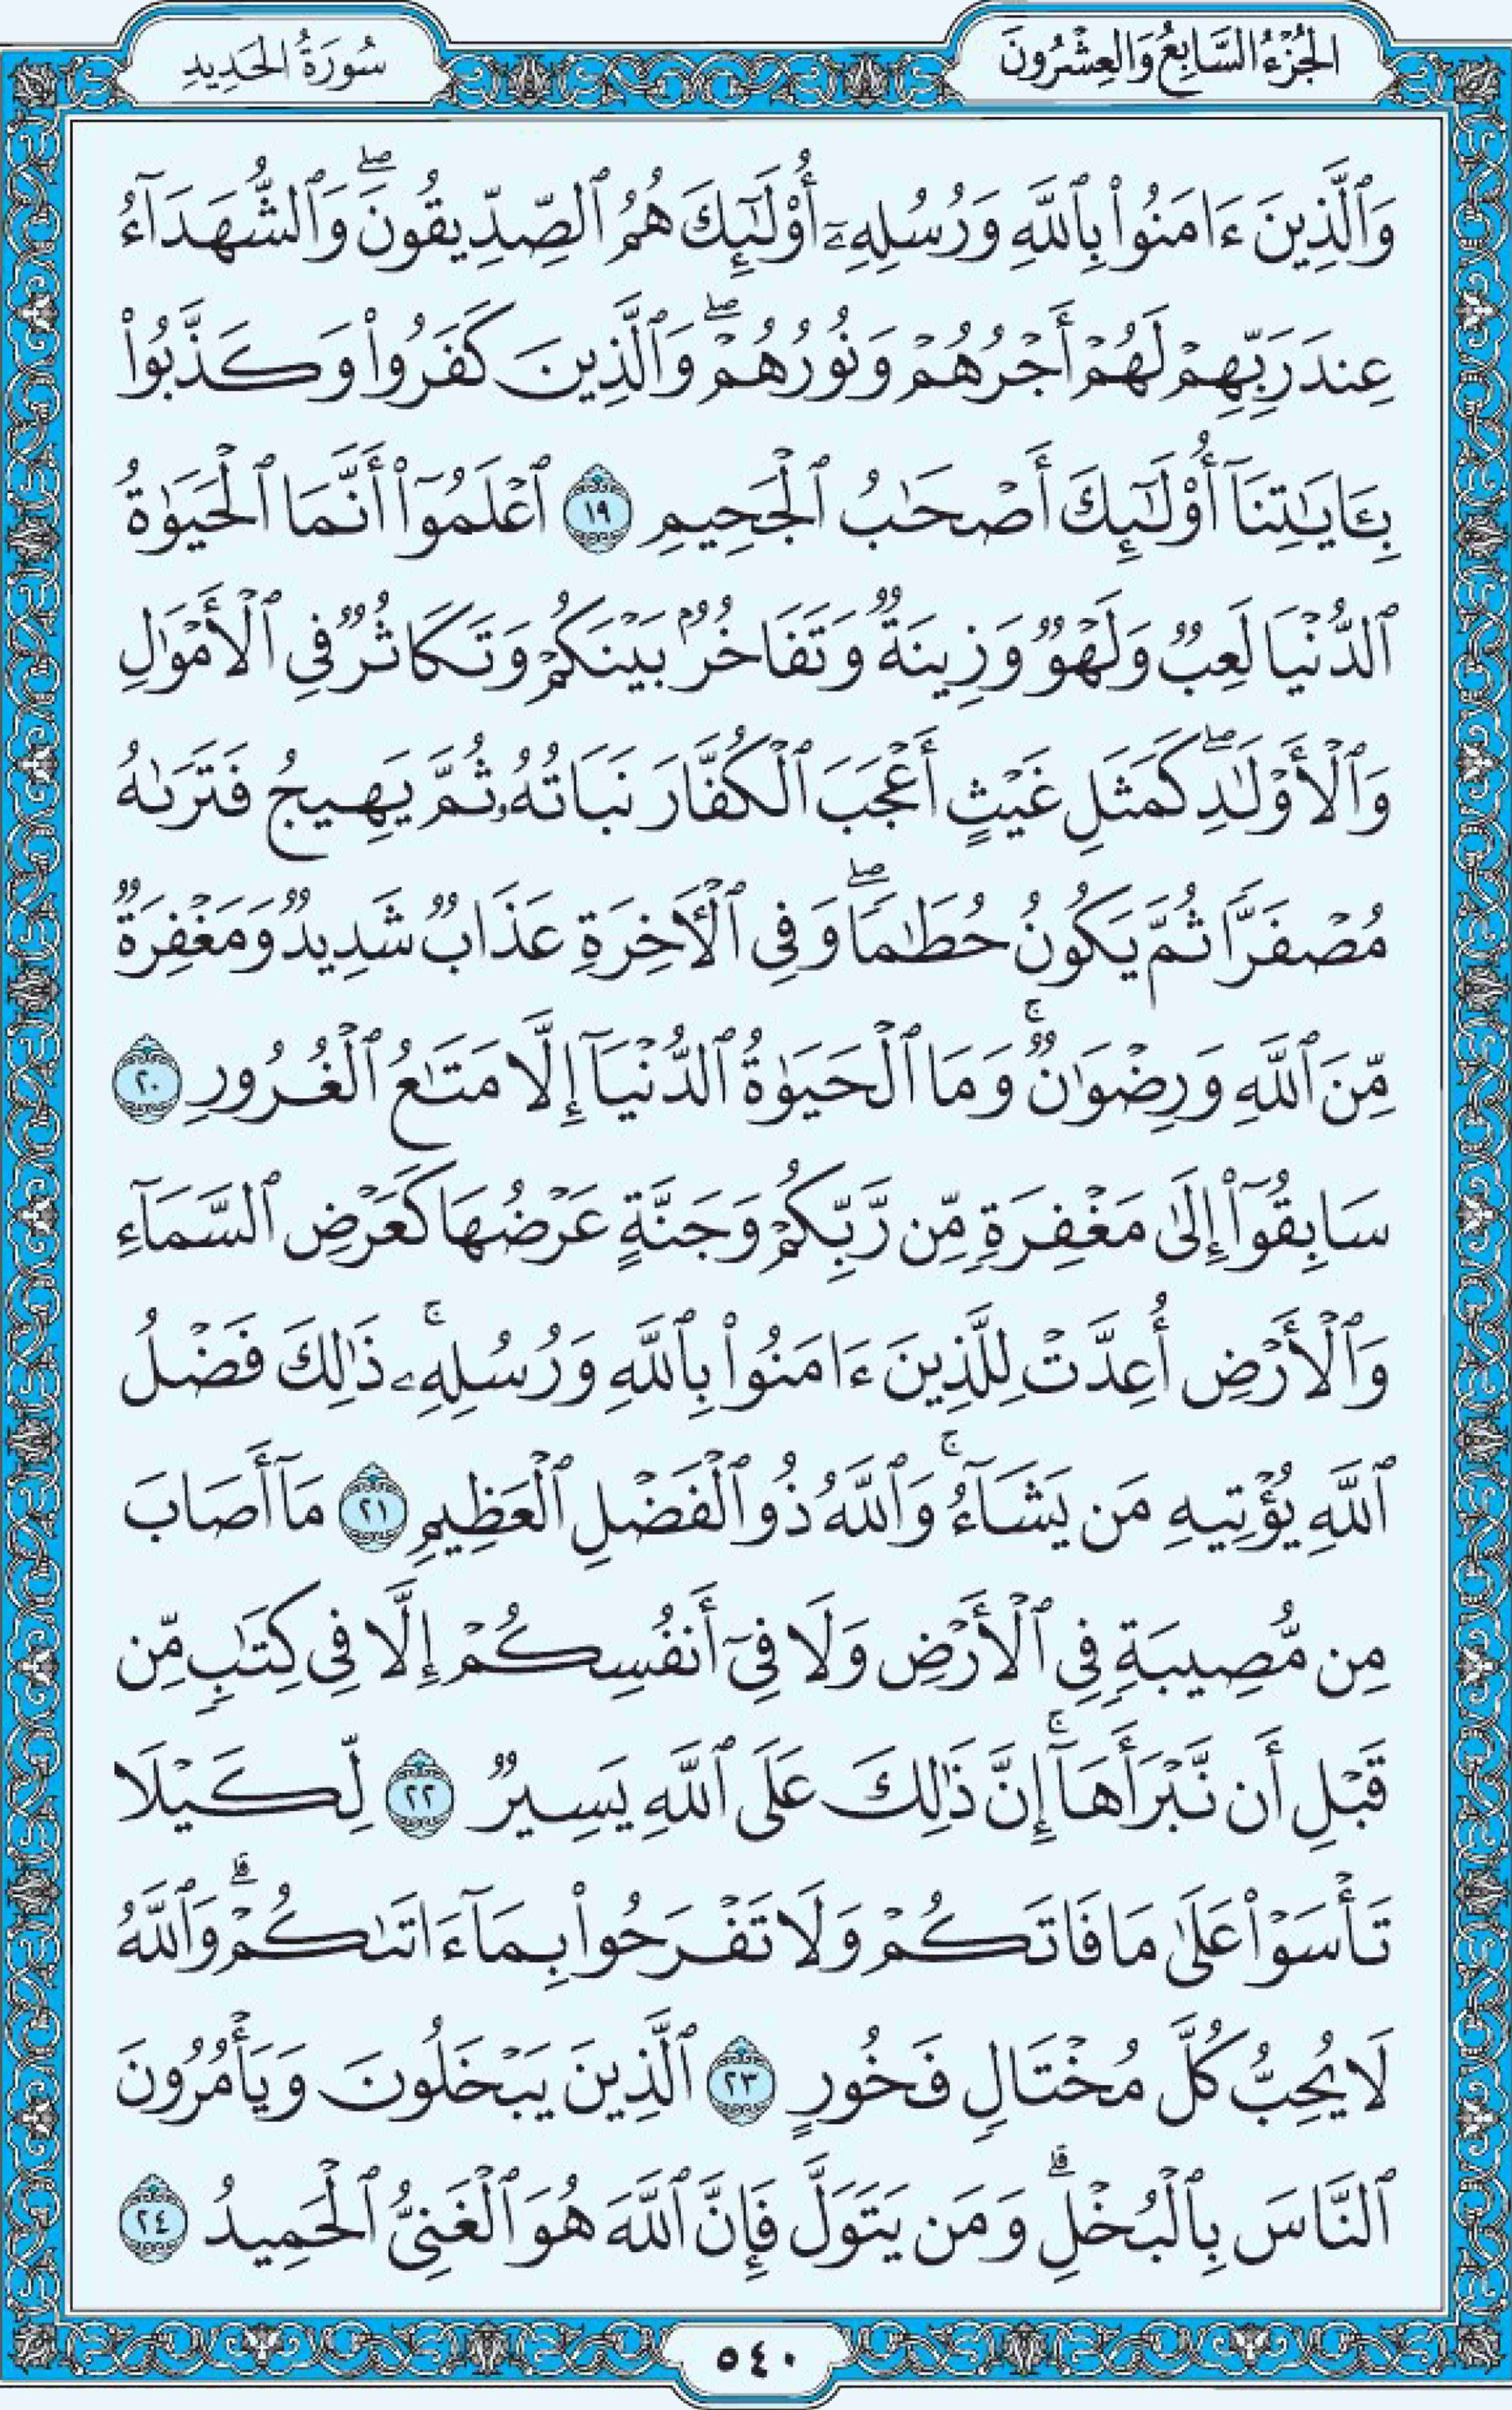 الجُزْءُ السَّابِعُ وَالعِشْرُونَ
سُورَةُ الحَدِيدِ
وَٱلَّذِينَ ءَامَنُوا۟ بِٱللَّهِ وَرُسُلِهِۦٓ أُو۟لَـٰٓئِكَ هُمُ ٱلصِّدِّيقُونَ ۖ وَٱلشُّهَدَآءُ
عِندَ رَبِّهِمْ لَهُمْ أَجْرُهُمْ وَنُورُهُمْ ۖ وَٱلَّذِينَ كَفَرُوا۟ وَكَذَّبُوا۟
بِـَٔايَـٰتِنَآ أُو۟لَـٰٓئِكَ أَصْحَـٰبُ ٱلْجَحِيمِ ١٩ ٱعْلَمُوٓا۟ أَنَّمَا ٱلْحَيَوٰةُ
ٱلدُّنْيَا لَعِبٌ وَلَهْوٌ وَزِينَةٌ وَتَفَاخُرٌۢ بَيْنَكُمْ وَتَكَاثُرٌ فِى ٱلْأَمْوَٰلِ
وَٱلْأَوْلَـٰدِ ۖ كَمَثَلِ غَيْثٍ أَعْجَبَ ٱلْكُفَّارَ نَبَاتُهُۥ ثُمَّ يَهِيجُ فَتَرَىٰهُ
مُصْفَرًّا ثُمَّ يَكُونُ حُطَـٰمًا ۖ وَفِى ٱلْـَٔاخِرَةِ عَذَابٌ شَدِيدٌ وَمَغْفِرَةٌ
مِّنَ ٱللَّهِ وَرِضْوَٰنٌ ۚ وَمَا ٱلْحَيَوٰةُ ٱلدُّنْيَآ إِلَّا مَتَـٰعُ ٱلْغُرُورِ ٢٠
سَابِقُوٓا۟ إِلَىٰ مَغْفِرَةٍ مِّن رَّبِّكُمْ وَجَنَّةٍ عَرْضُهَا كَعَرْضِ ٱلسَّمَآءِ
وَٱلْأَرْضِ أُعِدَّتْ لِلَّذِينَ ءَامَنُوا۟ بِٱللَّهِ وَرُسُلِهِۦ ۚ ذَٰلِكَ فَضْلُ
ٱللَّهِ يُؤْتِيهِ مَن يَشَآءُ ۚ وَٱللَّهُ ذُو ٱلْفَضْلِ ٱلْعَظِيمِ ٢١ مَآ أَصَابَ
مِن مُّصِيبَةٍ فِى ٱلْأَرْضِ وَلَا فِىٓ أَنفُسِكُمْ إِلَّا فِى كِتَـٰبٍ مِّن
قَبْلِ أَن نَّبْرَأَهَآ ۚ إِنَّ ذَٰلِكَ عَلَى ٱللَّهِ يَسِيرٌ ٢٢ لِّكَيْلَا
تَأْسَوْا۟ عَلَىٰ مَا فَاتَكُمْ وَلَا تَفْرَحُوا۟ بِمَآ ءَاتَىٰكُمْ ۗ وَٱللَّهُ
لَا يُحِبُّ كُلَّ مُخْتَالٍ فَخُورٍ ٢٣ ٱلَّذِينَ يَبْخَلُونَ وَيَأْمُرُونَ
ٱلنَّاسَ بِٱلْبُخْلِ ۗ وَمَن يَتَوَلَّ فَإِنَّ ٱللَّهَ هُوَ ٱلْغَنِىُّ ٱلْحَمِيدُ ٢٤
٥٤٠